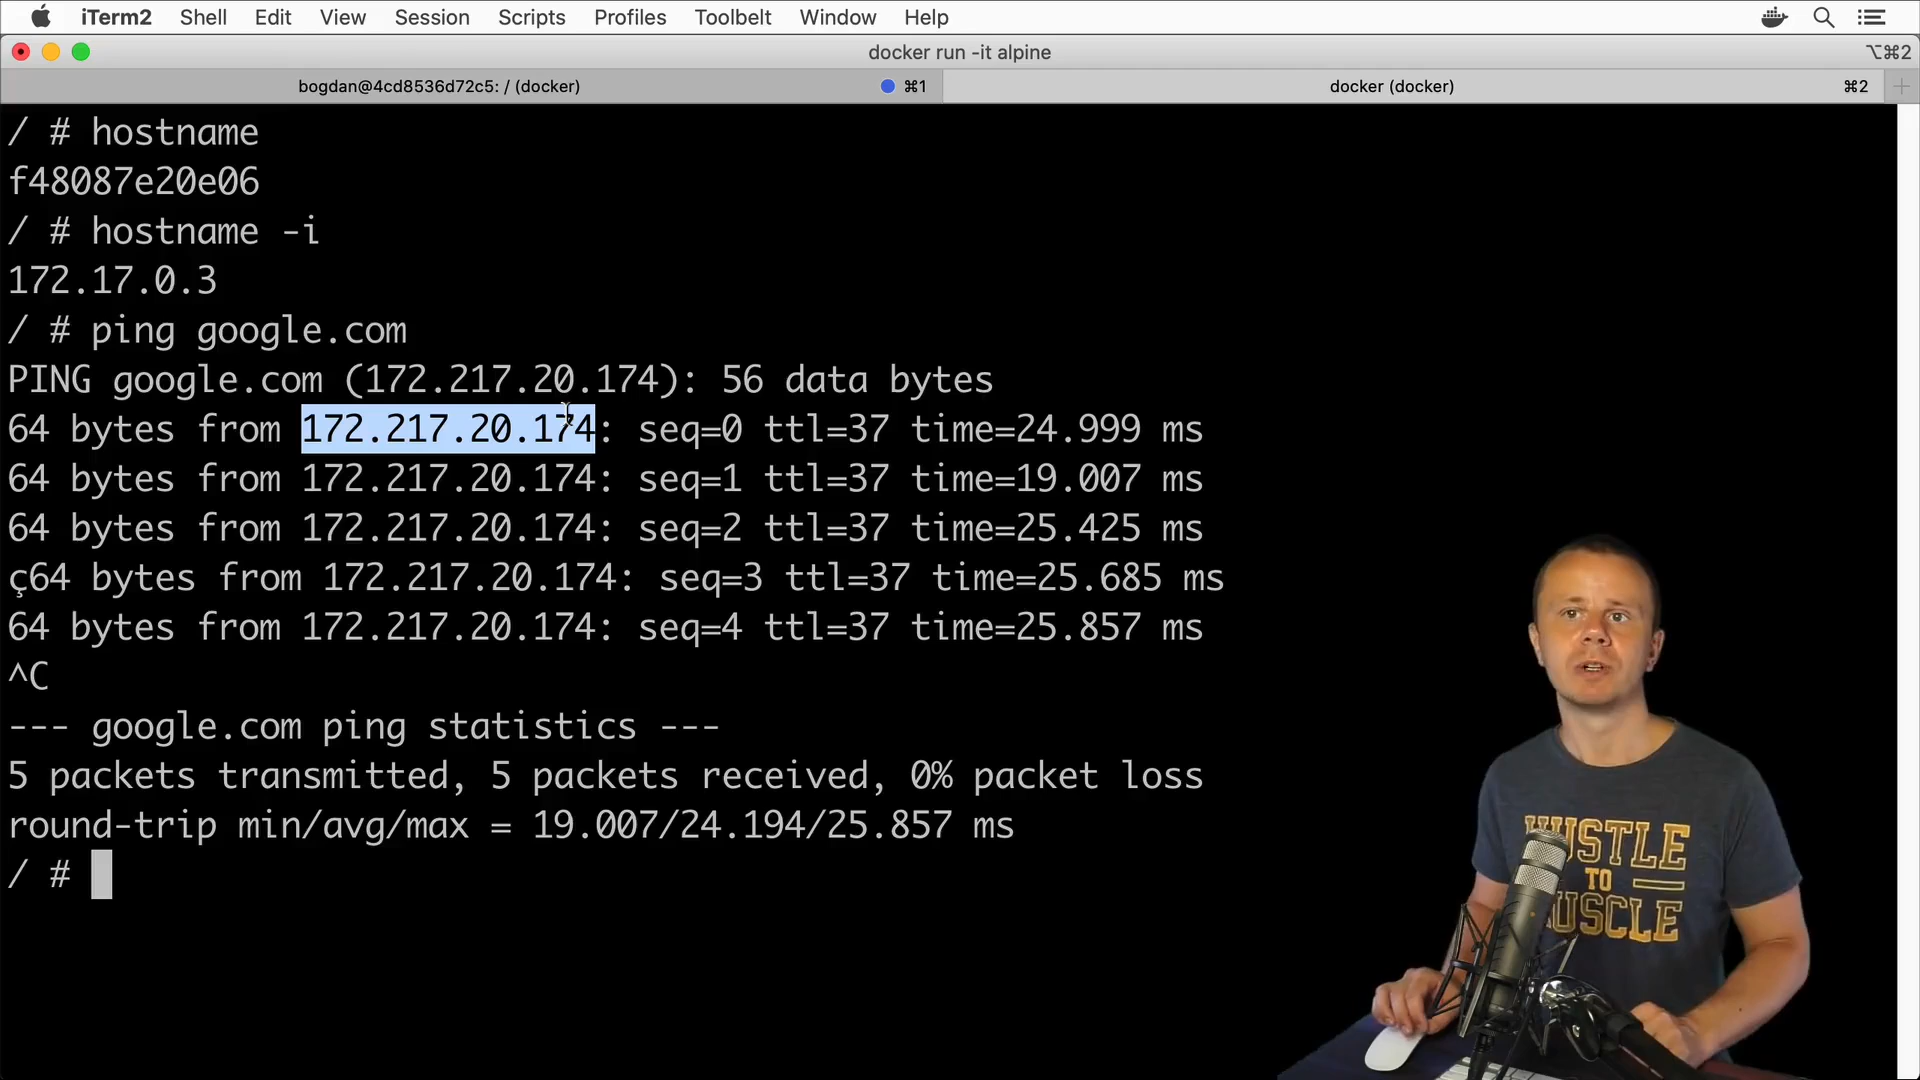 iTerm2 Shell Edit View Session Scripts Profiles Toolbelt Window Help
docker run -it alpine ⌥⌘2
bogdan@4cd8536d72c5: / (docker) ⌘1 docker (docker) ⌘2
/ # hostname
f48087e20e06
/ # hostname -i
172.17.0.3
/ # ping google.com
PING google.com (172.217.20.174): 56 data bytes
64 bytes from 172.217.20.174: seq=0 ttl=37 time=24.999 ms
64 bytes from 172.217.20.174: seq=1 ttl=37 time=19.007 ms
64 bytes from 172.217.20.174: seq=2 ttl=37 time=25.425 ms
ç64 bytes from 172.217.20.174: seq=3 ttl=37 time=25.685 ms
64 bytes from 172.217.20.174: seq=4 ttl=37 time=25.857 ms
^C
--- google.com ping statistics ---
5 packets transmitted, 5 packets received, 0% packet loss
round-trip min/avg/max = 19.007/24.194/25.857 ms
/ #
HUSTLE
TO
MUSCLE